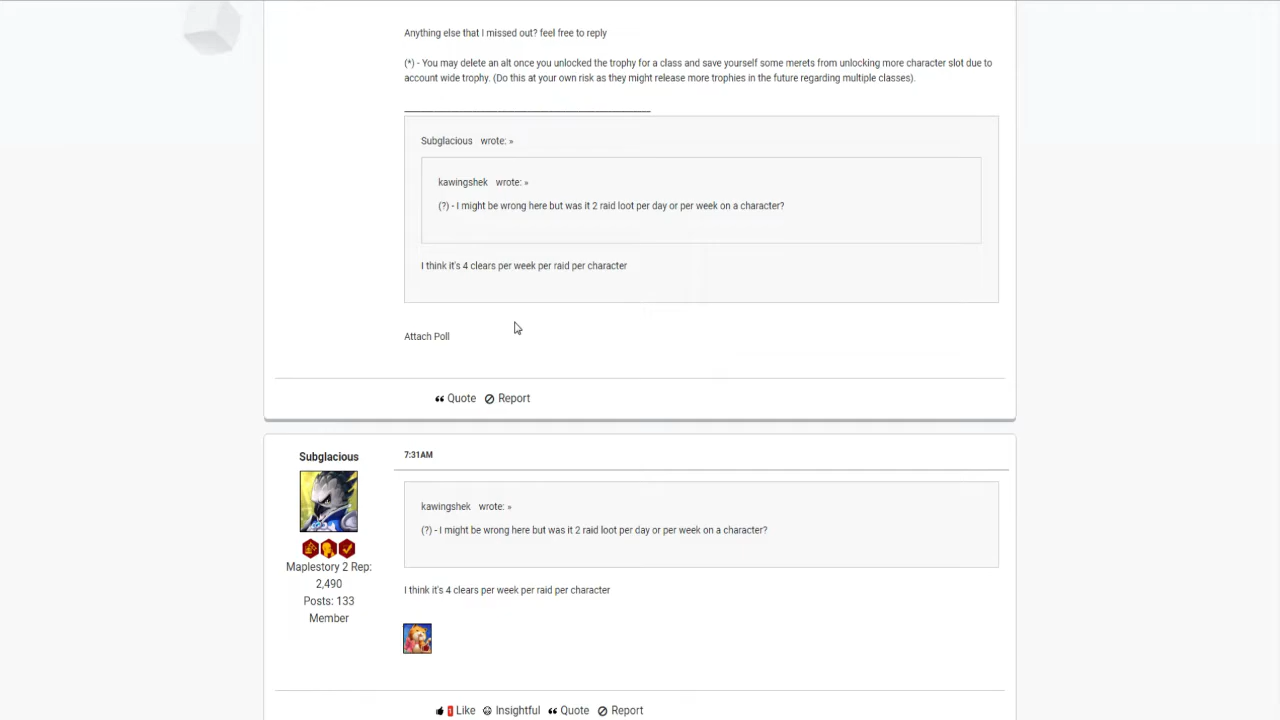 Anything else that I missed out? feel free to reply
(*) - You may delete an alt once you unlocked the trophy for a class and save yourself some merets from unlocking more character slot due to
account wide trophy. (Do this at your own risk as they might release more trophies in the future regarding multiple classes).
Subglacious wrote: »
kawingshek wrote: »
(?) - I might be wrong here but was it 2 raid loot per day or per week on a character?
I think it's 4 clears per week per raid per character
Attach Poll
Quote Report
Subglacious
7:31AM
kawingshek wrote: »
(?) - I might be wrong here but was it 2 raid loot per day or per week on a character?
Maplestory 2 Rep:
2,490
Posts: 133
Member
I think it's 4 clears per week per raid per character
1 Like Insightful Quote Report